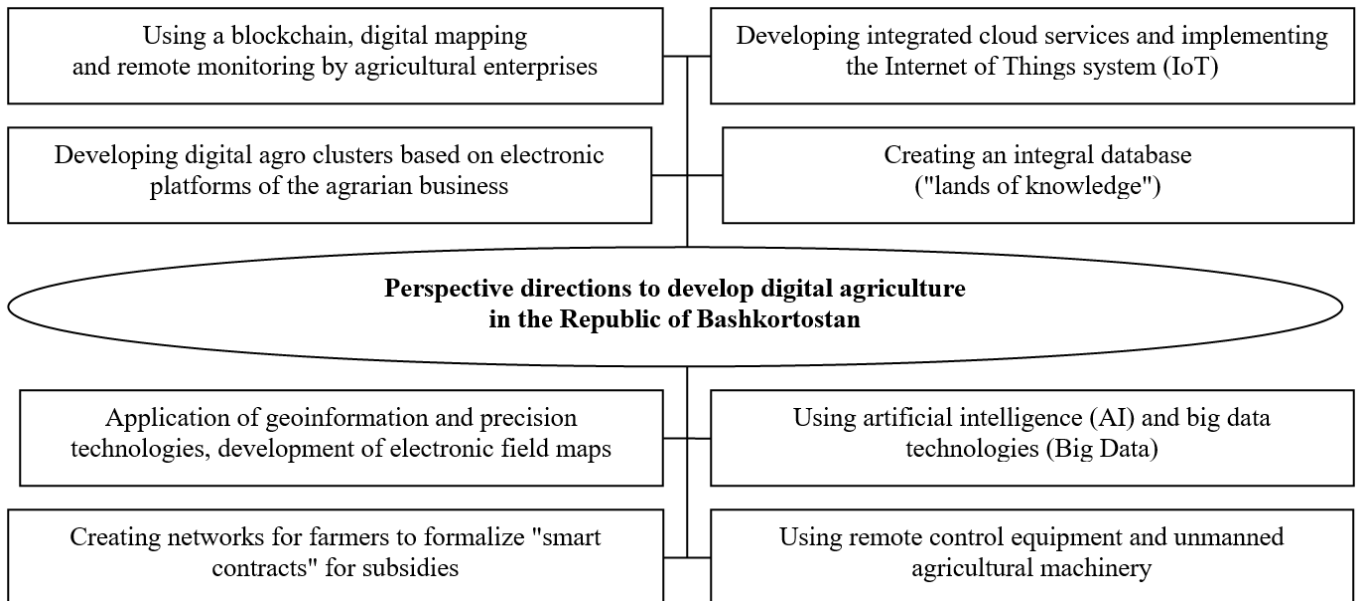 Using a blockchain, digital mapping
and remote monitoring by agricultural enterprises
Developing integrated cloud services and implementing
the Internet of Things system (IoT)
Developing digital agro clusters based on electronic
platforms of the agrarian business
Creating an integral database
("lands of knowledge")
Perspective directions to develop digital agriculture
in the Republic of Bashkortostan
Application of geoinformation and precision
technologies, development of electronic field maps
Using artificial intelligence (AI) and big data
technologies (Big Data)
Creating networks for farmers to formalize "smart
contracts" for subsidies
Using remote control equipment and unmanned
agricultural machinery